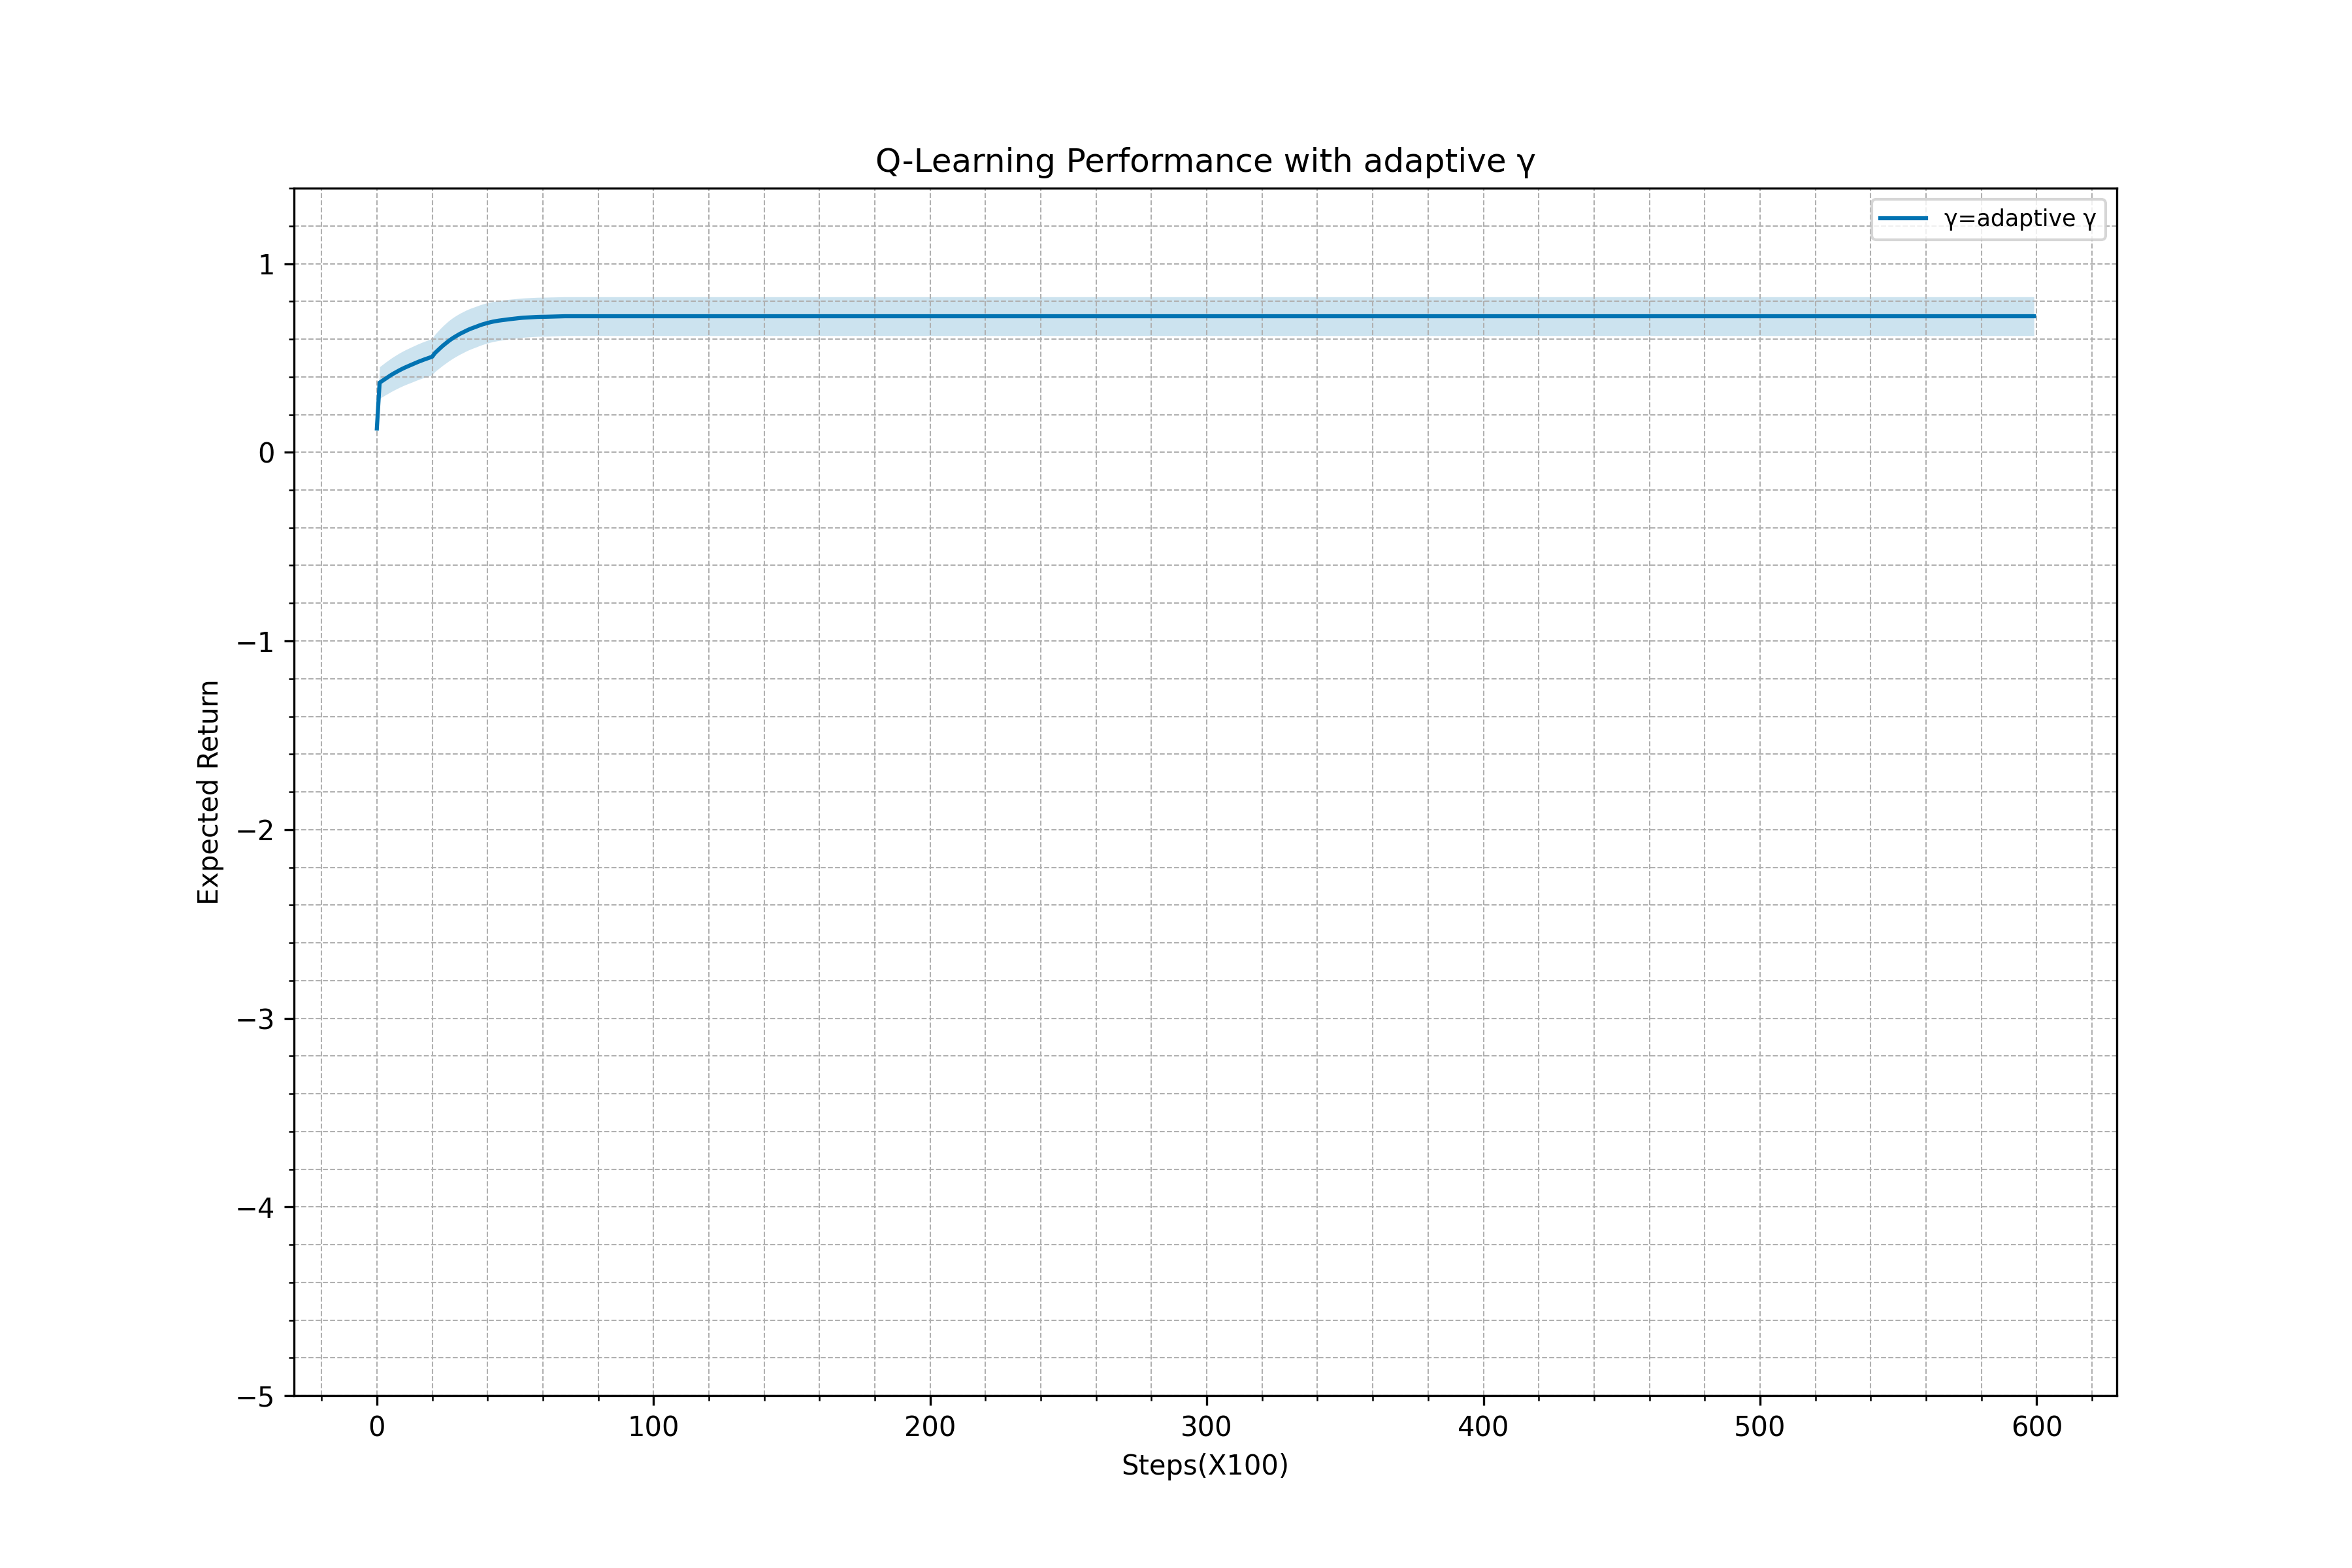 Q-Learning Performance with adaptive γ
γ=adaptive γ
1
0
−1
−2
−3
−4
−5
Expected Return
0 100 200 300 400 500 600
Steps(X100)